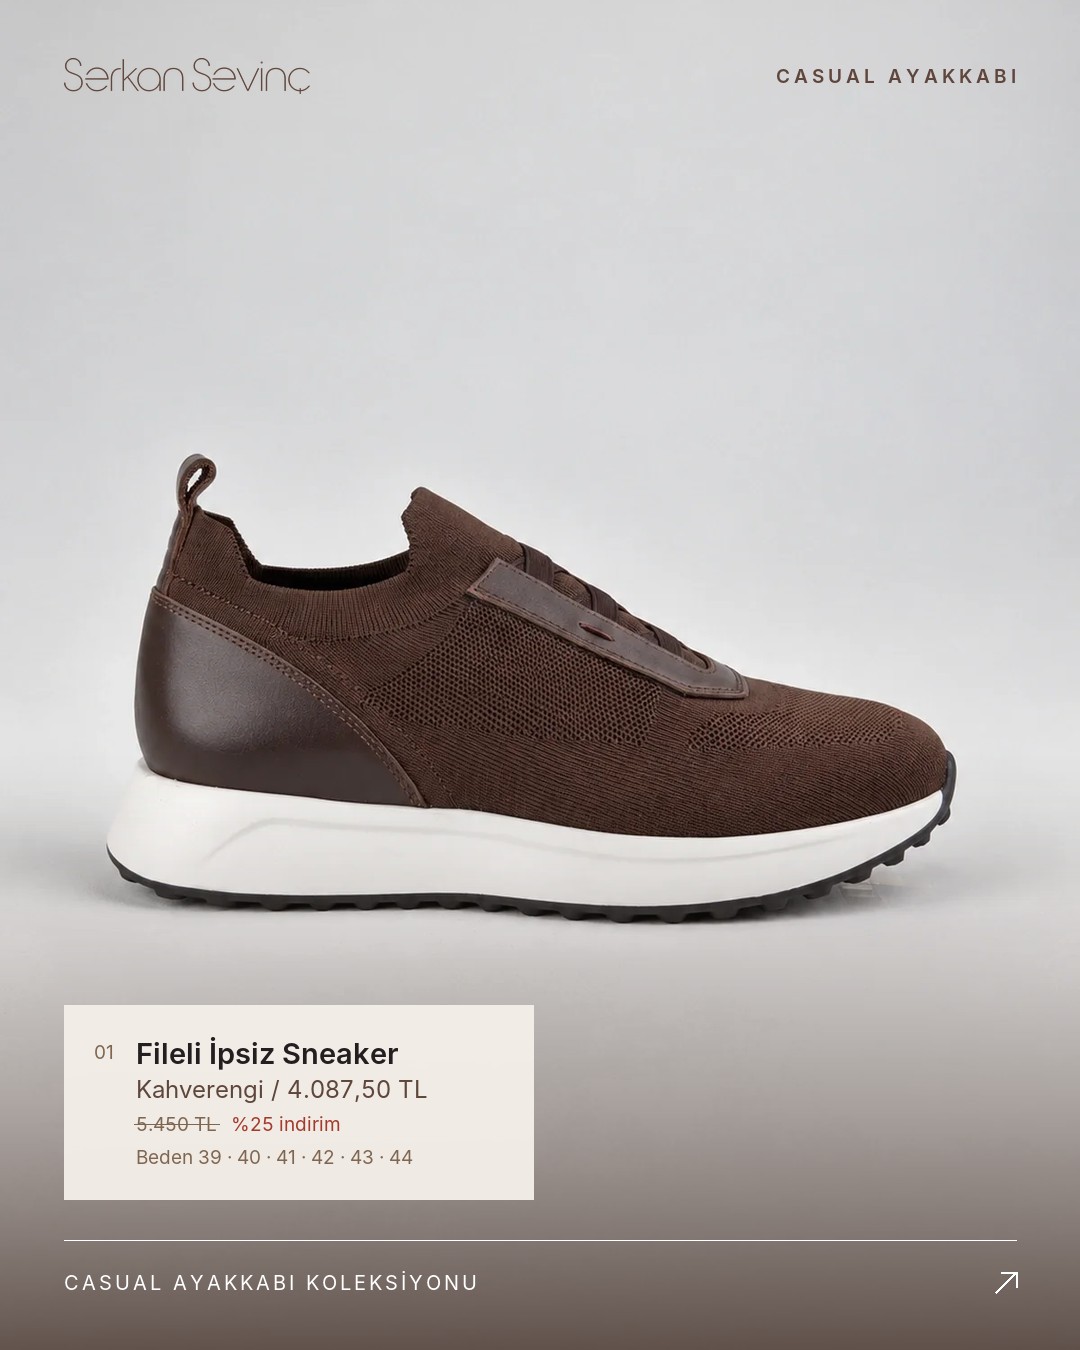 Serkan Sevinç
CASUAL AYAKKABI
01
Fileli İpsiz Sneaker
Kahverengi / 4.087,50 TL
5.450 TL %25 indirim
Beden 39 · 40 · 41 · 42 · 43 · 44
CASUAL AYAKKABI KOLEKSİYONU